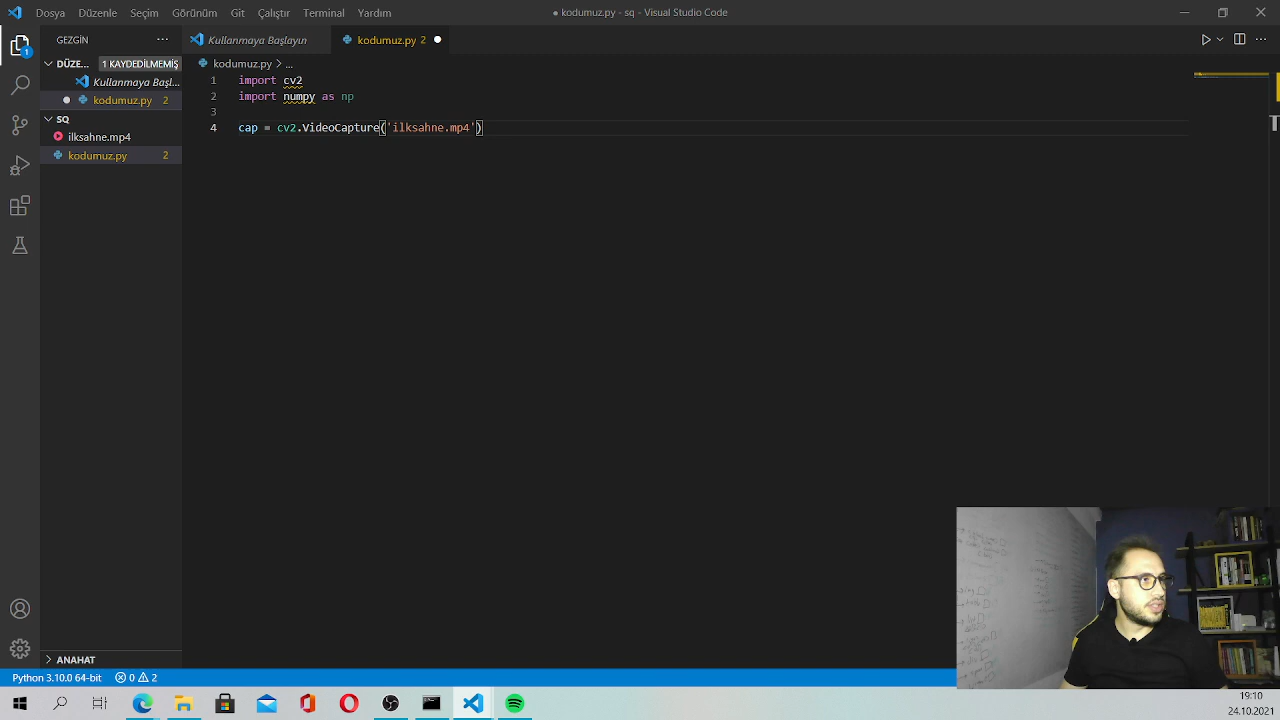 Dosya Düzenle Seçim Görünüm Git Çalıştır Terminal Yardım
● kodumuz.py - sq - Visual Studio Code
GEZGİN ...
Kullanmaya Başlayın kodumuz.py 2
DÜZE... 1 KAYDEDİLMEMİŞ
kodumuz.py > ...
Kullanmaya Başl...
kodumuz.py 2
SQ
ilksahne.mp4
kodumuz.py 2
1 import cv2
2 import numpy as np
3
4 cap = cv2.VideoCapture('ilksahne.mp4')
1
ANAHAT
Python 3.10.0 64-bit 0 2
19:10
24.10.2021